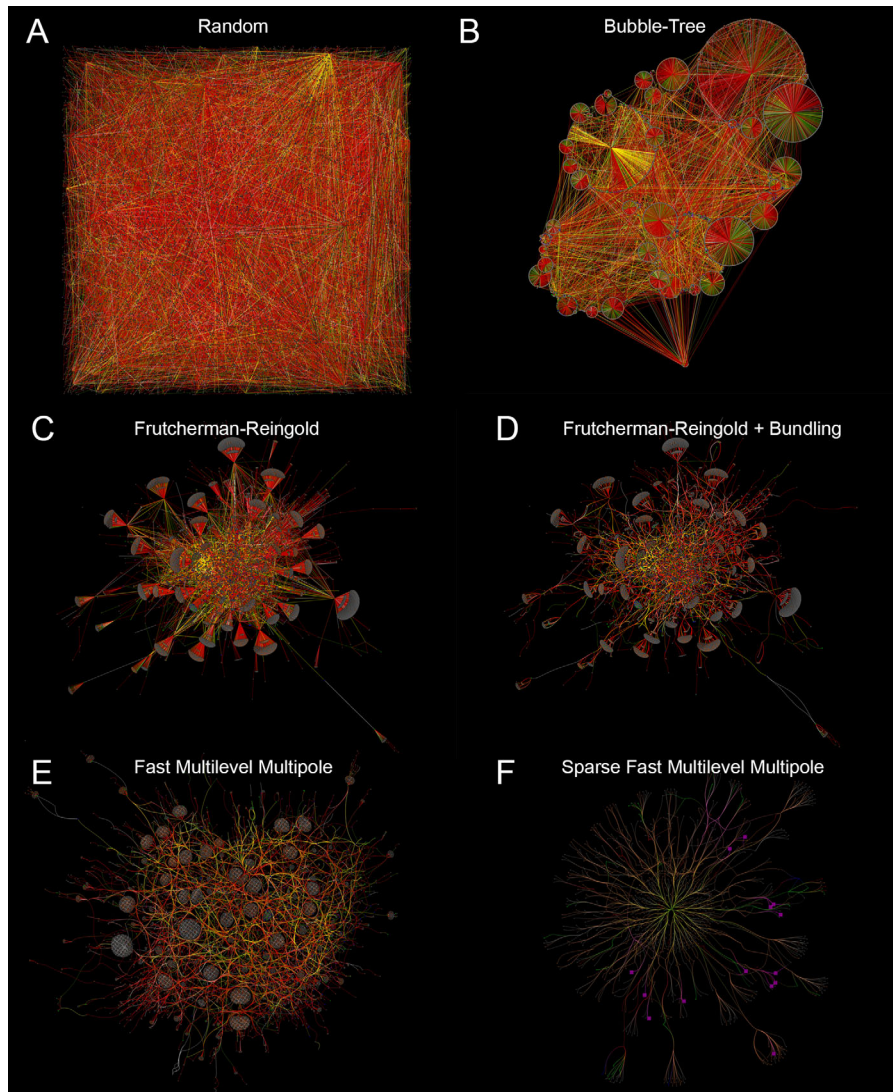 A Random
B Bubble-Tree
C Frutcherman-Reingold
D Frutcherman-Reingold + Bundling
E Fast Multilevel Multipole
F Sparse Fast Multilevel Multipole